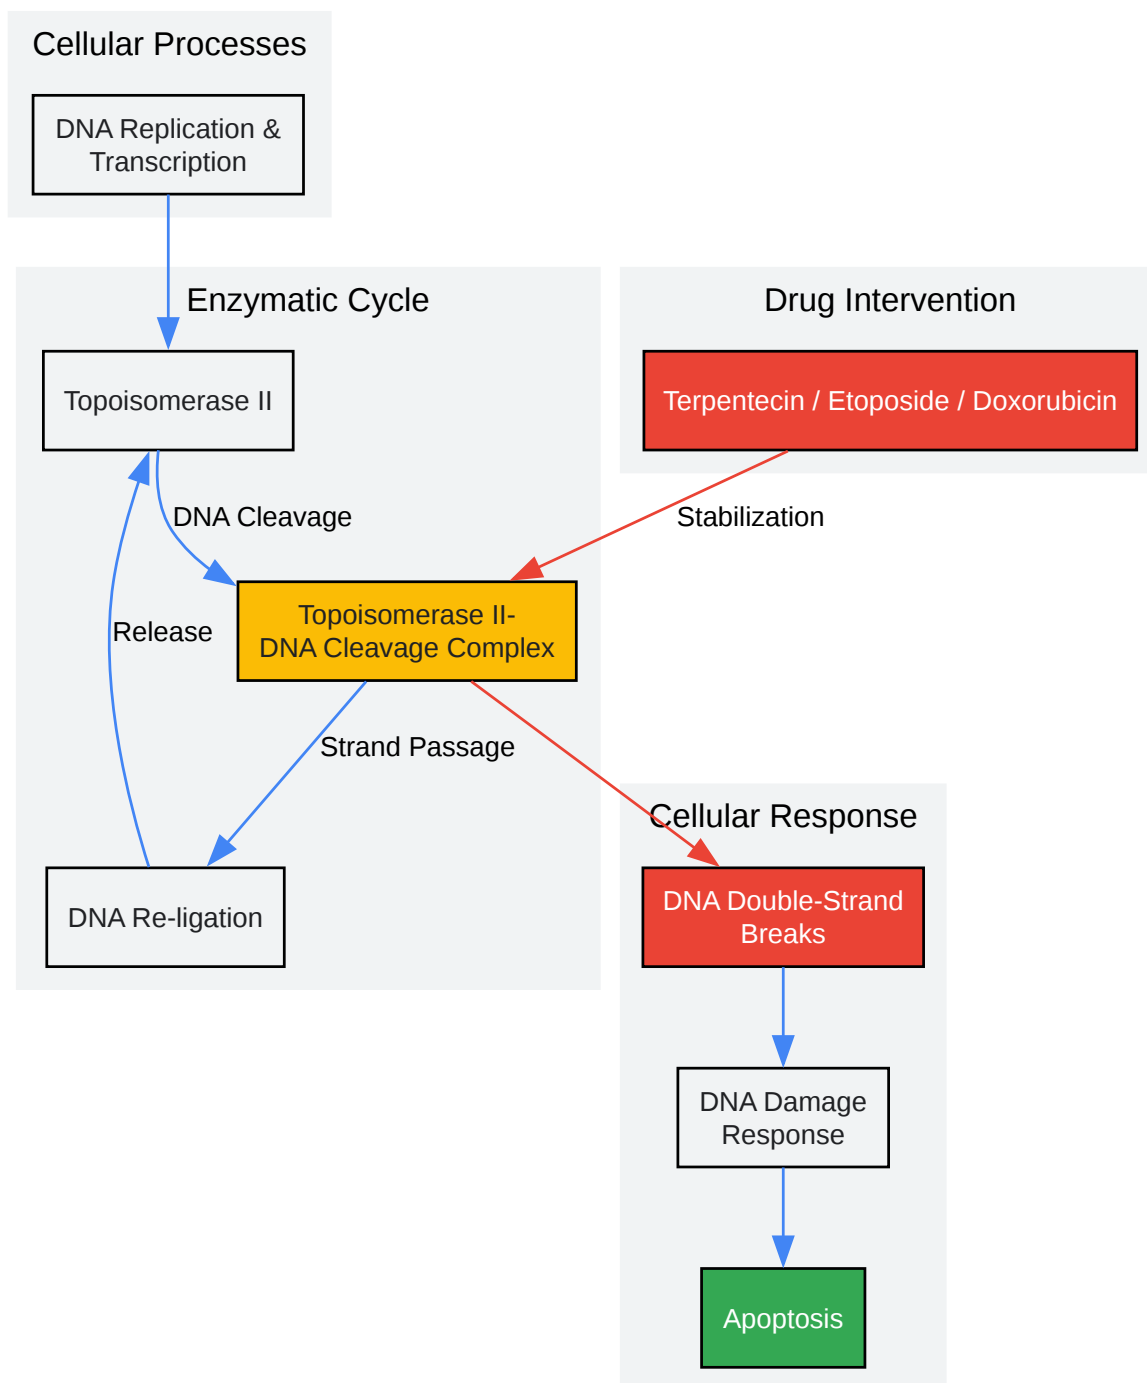 Cellular Processes
DNA Replication &
Transcription
Enzymatic Cycle
Drug Intervention
Topoisomerase II
Terpentecin / Etoposide / Doxorubicin
DNA Cleavage
Stabilization
Topoisomerase II-
DNA Cleavage Complex
Release
Strand Passage
Cellular Response
DNA Re-ligation
DNA Double-Strand
Breaks
DNA Damage
Response
Apoptosis